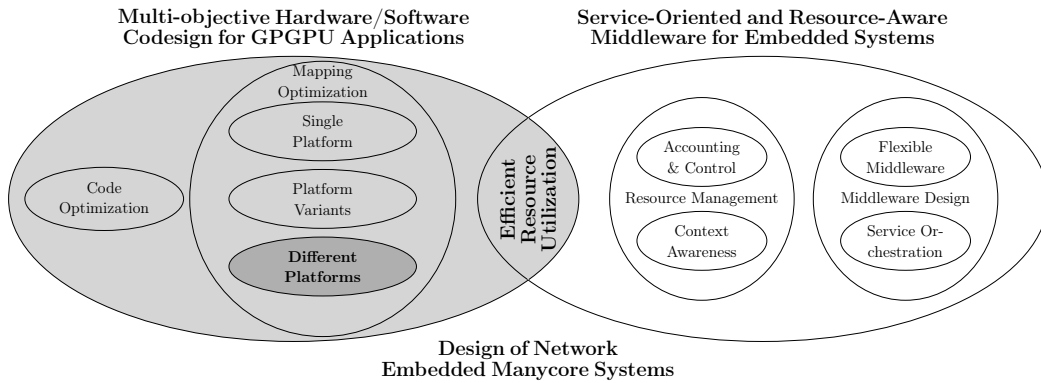 Multi-objective Hardware/Software
Codesign for GPGPU Applications
Service-Oriented and Resource-Aware
Middleware for Embedded Systems
Mapping
Optimization
Single
Platform
Code
Optimization
Platform
Variants
Different
Platforms
Efficient
Resource
Utilization
Accounting
& Control
Resource Management
Context
Awareness
Flexible
Middleware
Middleware Design
Service Or-
chestration
Design of Network
Embedded Manycore Systems